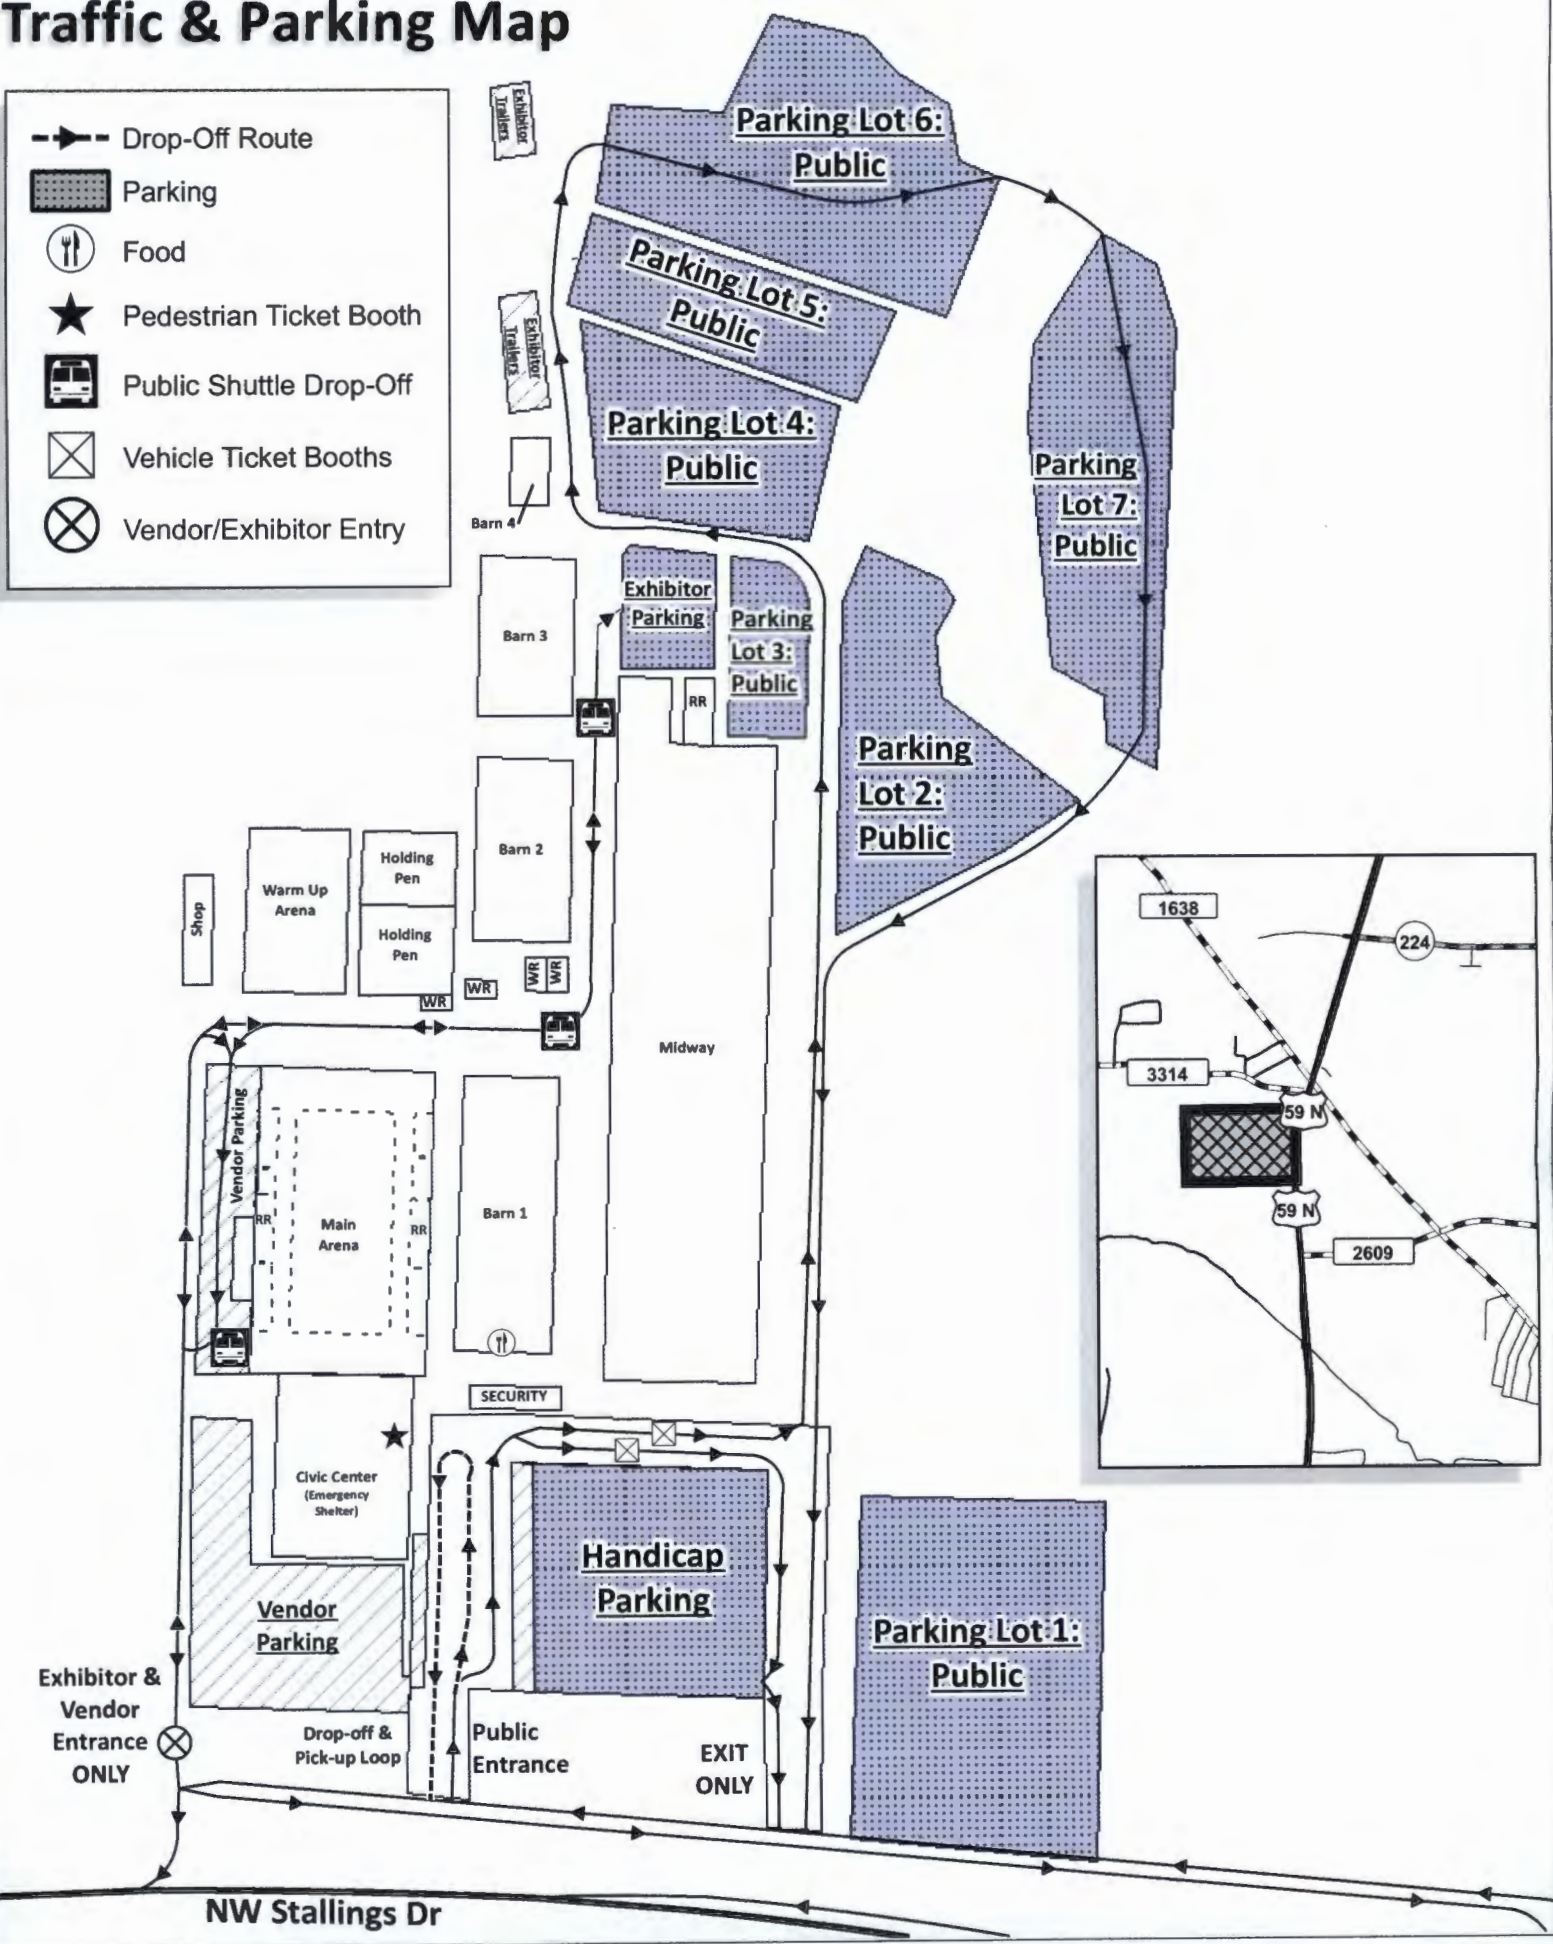 Traffic & Parking Map
Drop-Off Route
Parking
Food
Pedestrian Ticket Booth
Public Shuttle Drop-Off
Vehicle Ticket Booths
Vendor/Exhibitor Entry
Exhibitor
Trailers
Parking Lot 6:
Public
Parking Lot 5:
Public
Exhibitor
Trailers
Parking Lot 4:
Public
Parking
Lot 7:
Public
Barn 4
Exhibitor
Parking
Parking
Lot 3:
Public
Barn 3
RR
Parking
Lot 2:
Public
Barn 2
Holding
Pen
Warm Up
Arena
Holding
Pen
Shop
WR
WR
WR
WR
Midway
1638
224
3314
59 N
59 N
2609
Vendor Parking
RR
Main
Arena
RR
Barn 1
SECURITY
Civic Center
(Emergency
Shelter)
Handicap
Parking
Vendor
Parking
Parking Lot 1:
Public
Exhibitor &
Vendor
Entrance
ONLY
Drop-off &
Pick-up Loop
Public
Entrance
EXIT
ONLY
NW Stallings Dr